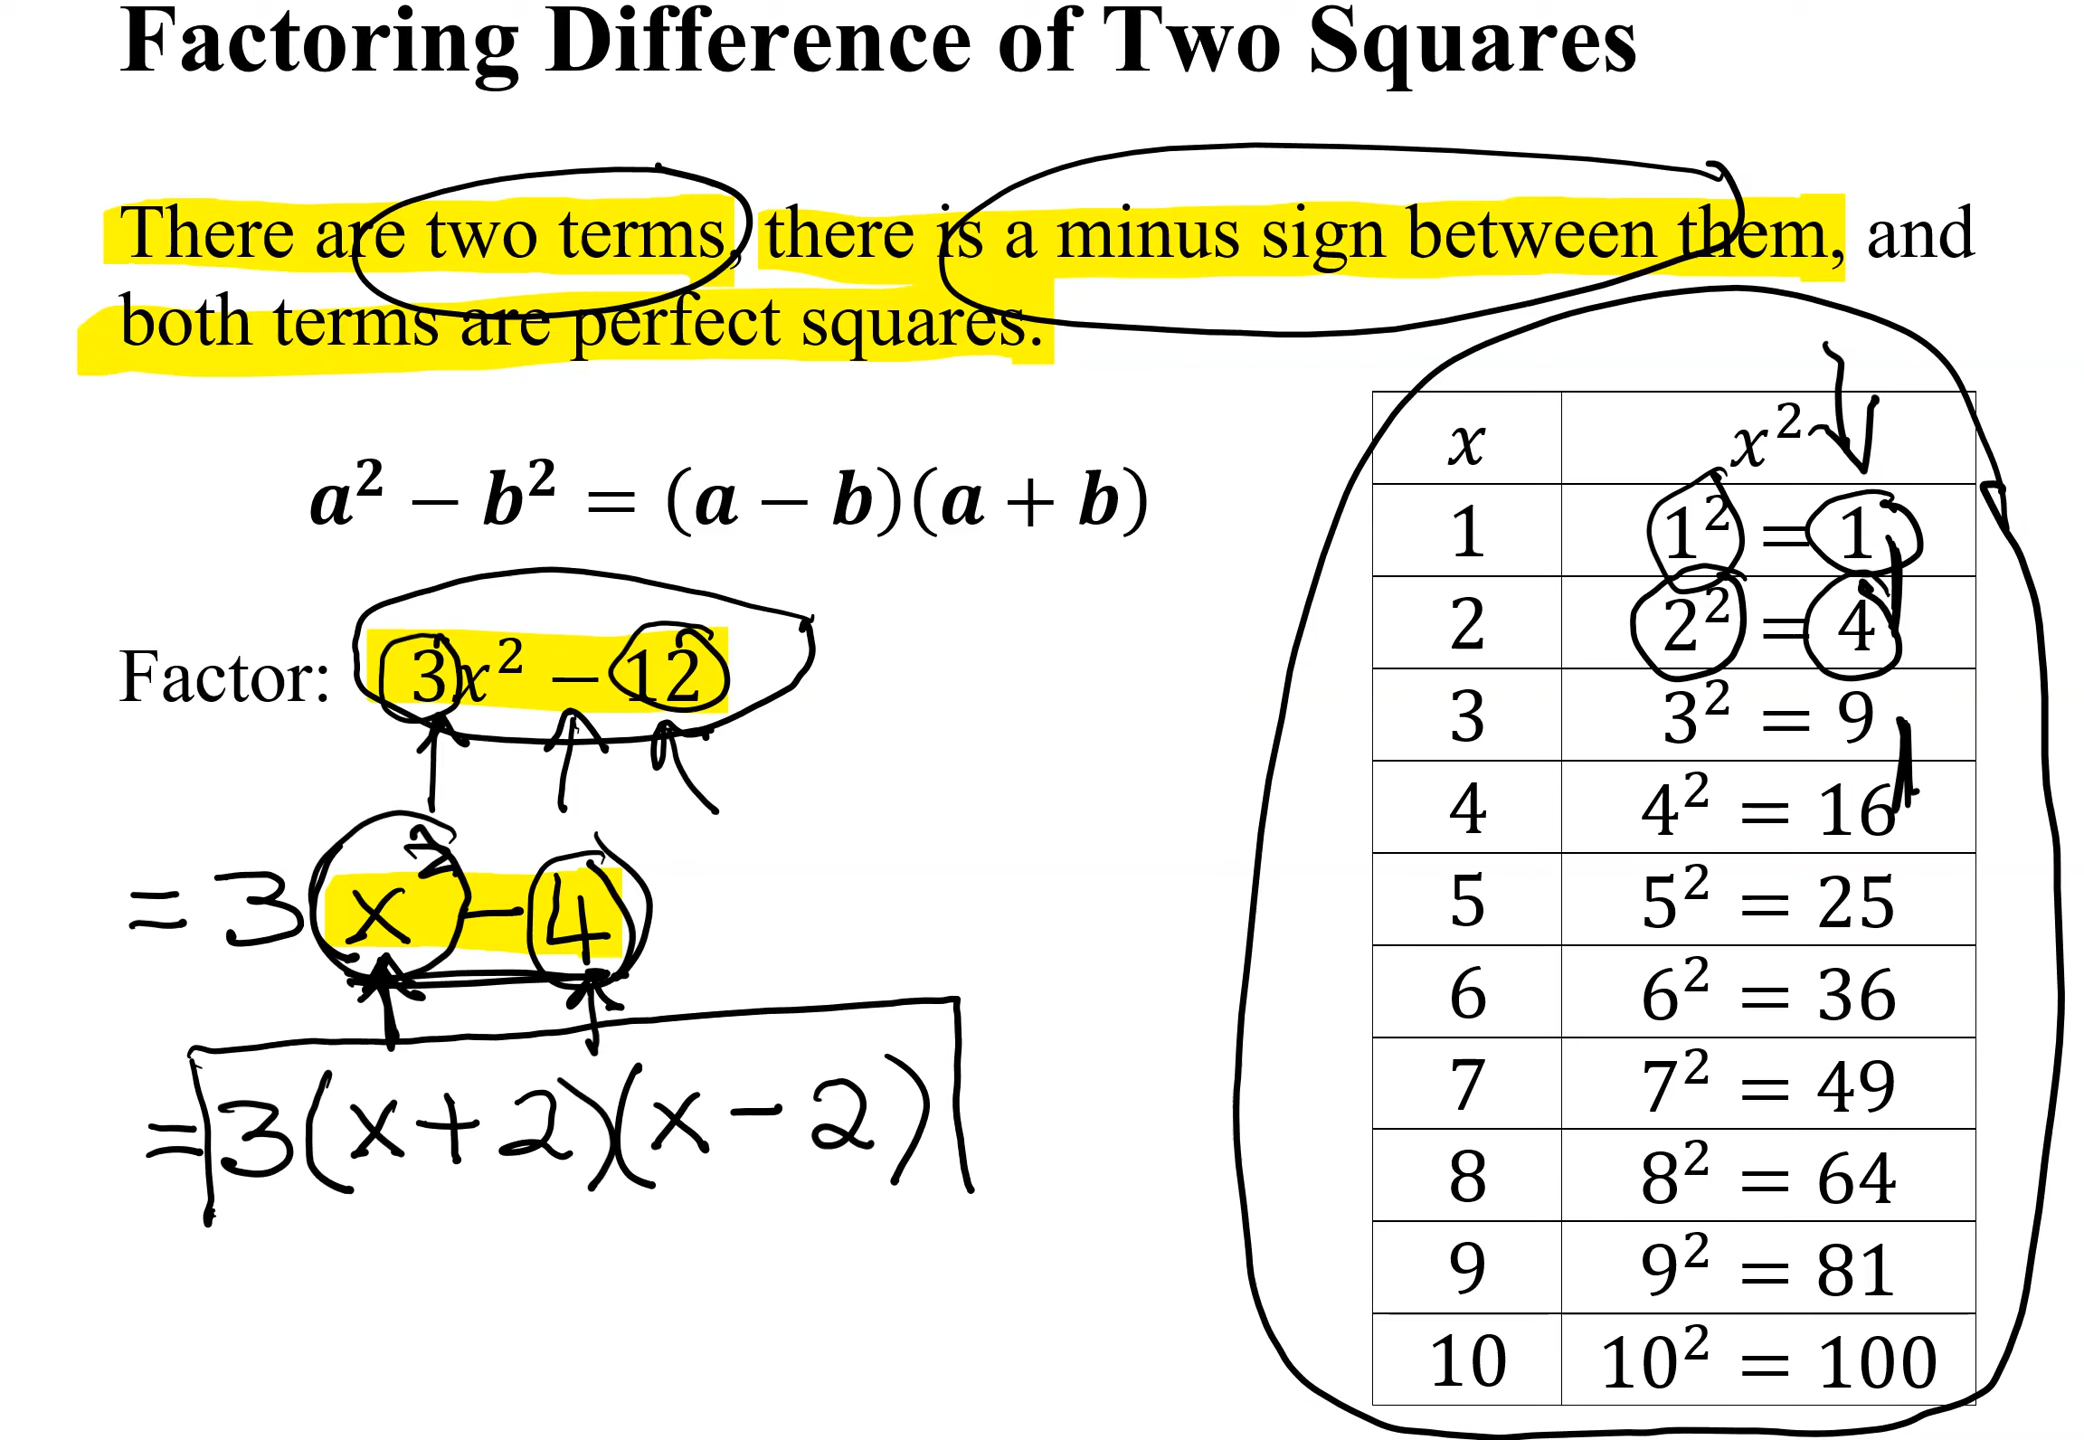 Factoring Difference of Two Squares
There are two terms, there is a minus sign between them, and
both terms are perfect squares.
a² − b² = (a − b)(a + b)
Factor: 3x² − 12
= 3(x² − 4)
= 3(x + 2)(x − 2)
x x²
1 1² = 1
2 2² = 4
3 3² = 9
4 4² = 16
5 5² = 25
6 6² = 36
7 7² = 49
8 8² = 64
9 9² = 81
10 10² = 100